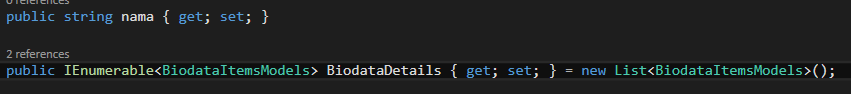 0 references
public string nama { get; set; }
2 references
public IEnumerable<BiodataItemsModels> BiodataDetails { get; set; } = new List<BiodataItemsModels>();